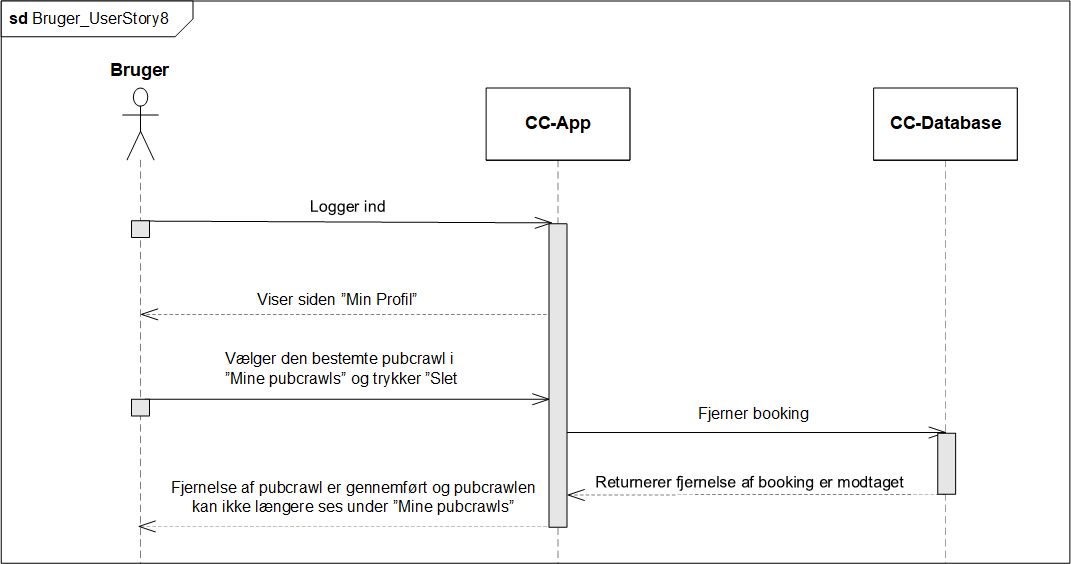 sd Bruger_UserStory8
Bruger
CC-App
CC-Database
Logger ind
Viser siden ”Min Profil”
Vælger den bestemte pubcrawl i
”Mine pubcrawls” og trykker ”Slet
Fjerner booking
Returnerer fjernelse af booking er modtaget
Fjernelse af pubcrawl er gennemført og pubcrawlen
kan ikke længere ses under ”Mine pubcrawls”